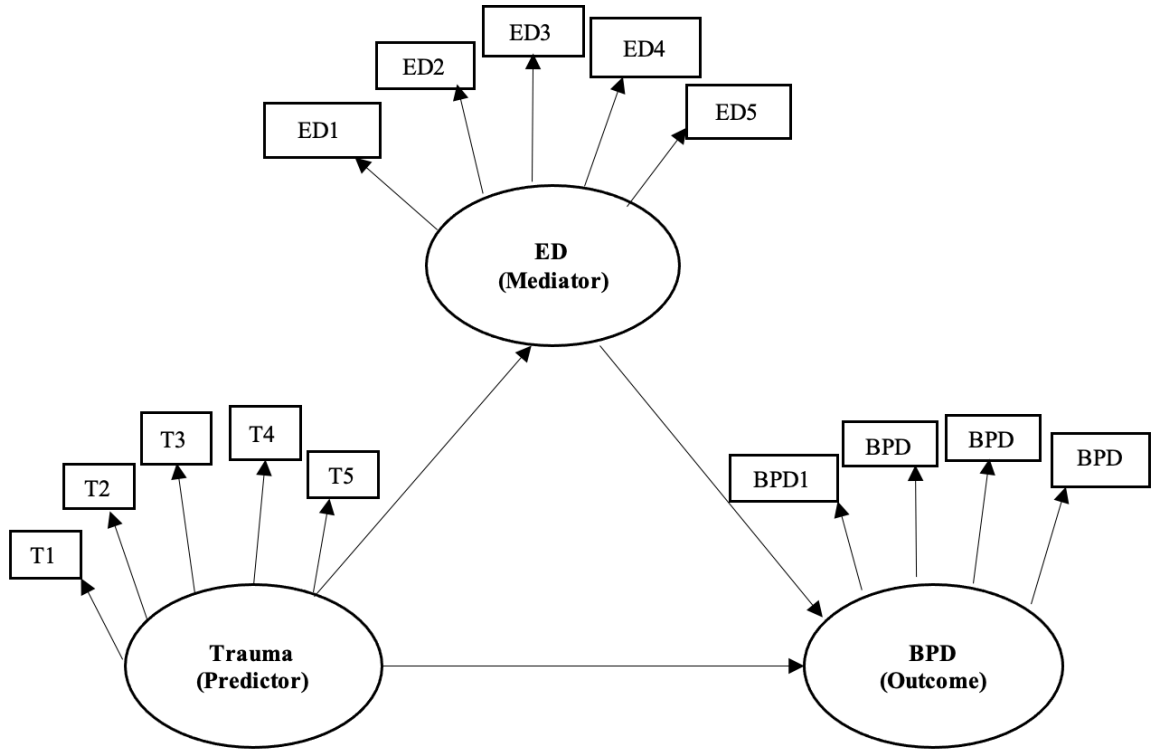 ED3
ED4
ED2
ED5
ED1
ED
(Mediator)
T4
T3
T5
T2
T1
BPD
BPD
BPD
BPD1
Trauma
(Predictor)
BPD
(Outcome)